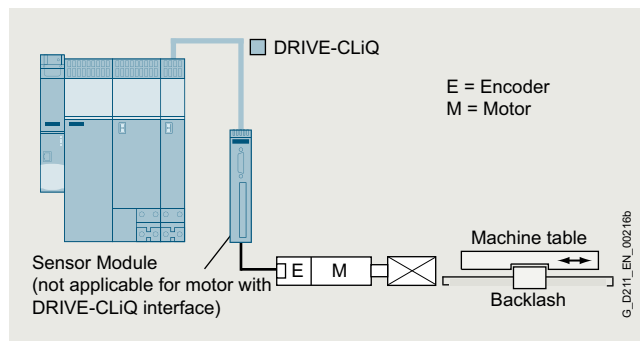 DRIVE-CLiQ
E = Encoder
M = Motor
Sensor Module
(not applicable for motor with
DRIVE-CLiQ interface)
E
M
Machine table
Backlash
G_D211_EN_00216b